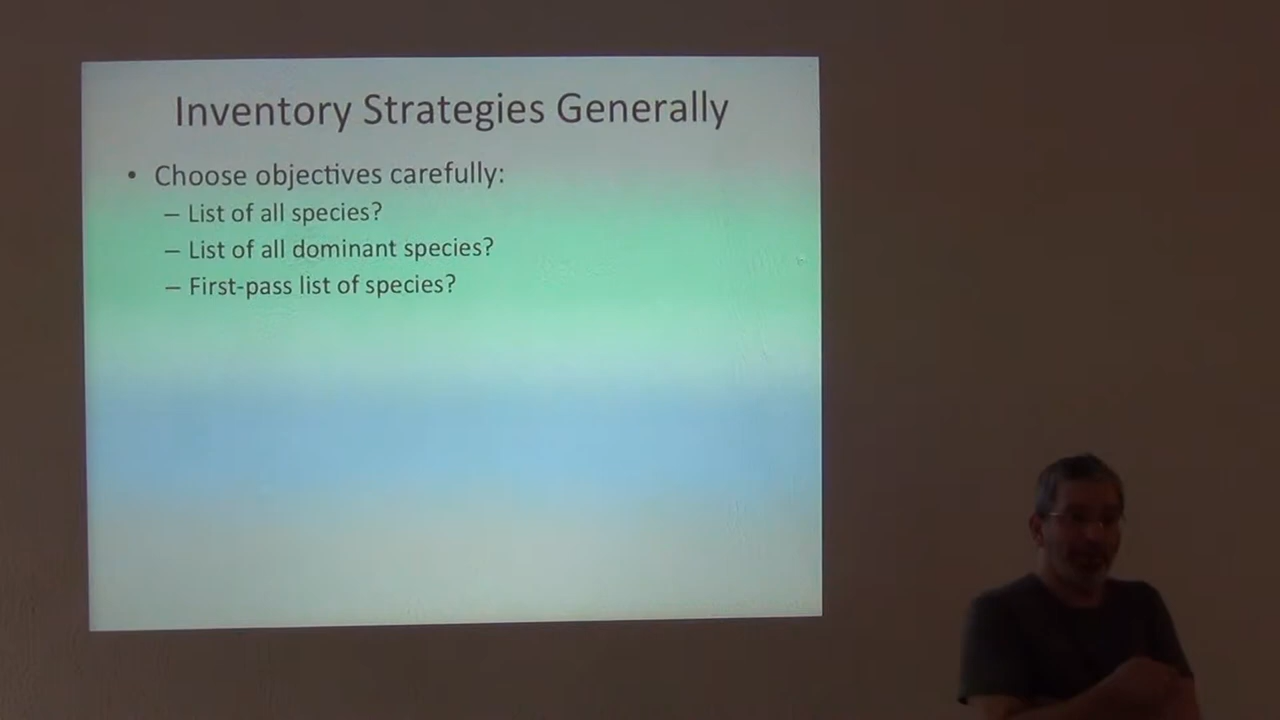 Inventory Strategies Generally
• Choose objectives carefully:
– List of all species?
– List of all dominant species?
– First-pass list of species?